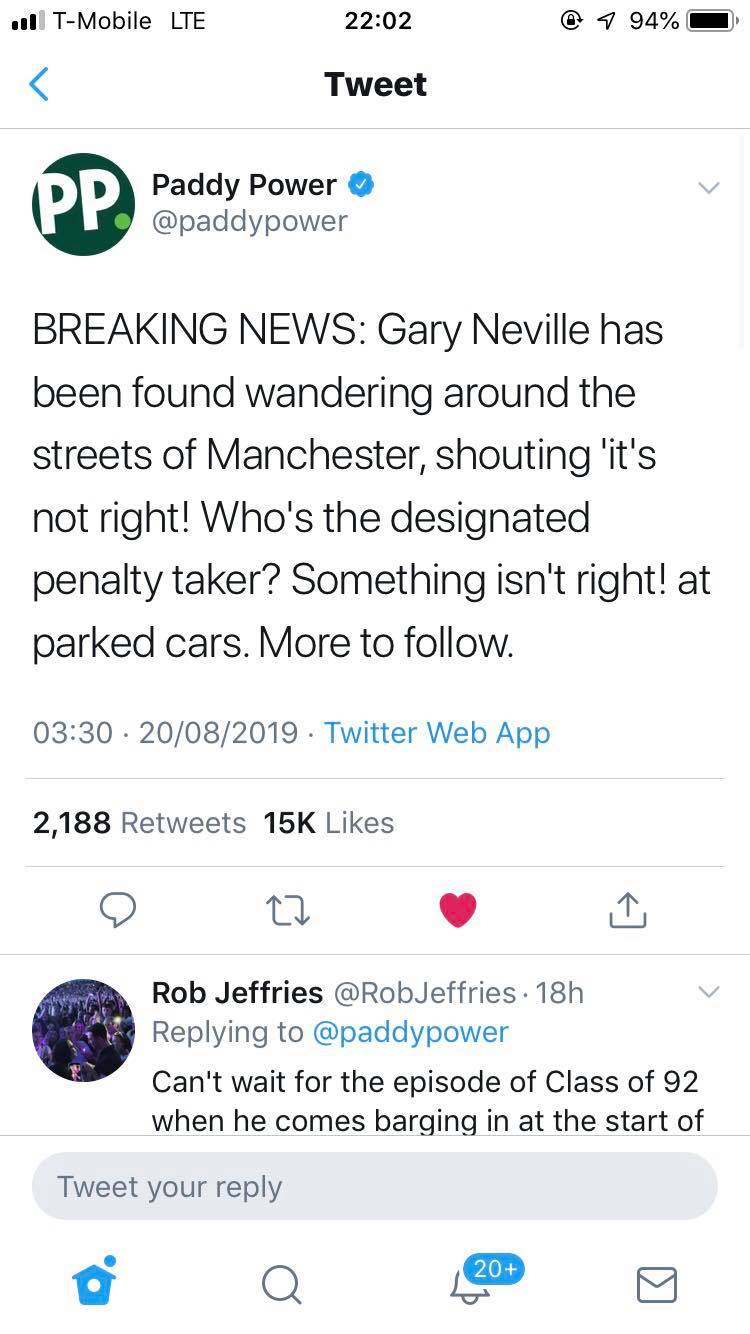 T-Mobile LTE 22:02 94%
Tweet
PP.
Paddy Power
@paddypower
BREAKING NEWS: Gary Neville has
been found wandering around the
streets of Manchester, shouting 'it's
not right! Who's the designated
penalty taker? Something isn't right! at
parked cars. More to follow.
03:30 · 20/08/2019 · Twitter Web App
2,188 Retweets 15K Likes
Rob Jeffries @RobJeffries · 18h
Replying to @paddypower
Can't wait for the episode of Class of 92
when he comes barging in at the start of
Tweet your reply
20+